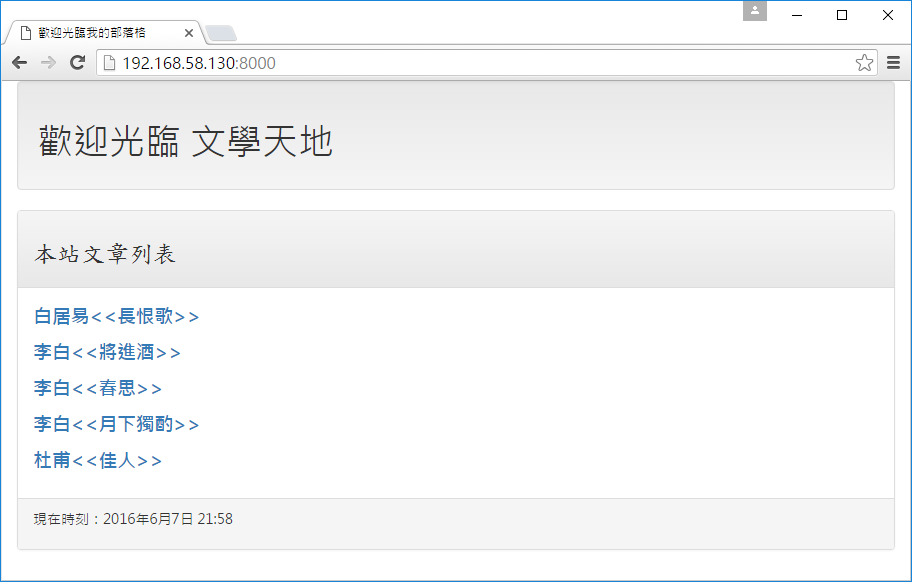 歡迎光臨我的部落格
192.168.58.130:8000
歡迎光臨 文學天地
本站文章列表
白居易<<長恨歌>>
李白<<將進酒>>
李白<<春思>>
李白<<月下獨酌>>
杜甫<<佳人>>
現在時刻：2016年6月7日 21:58